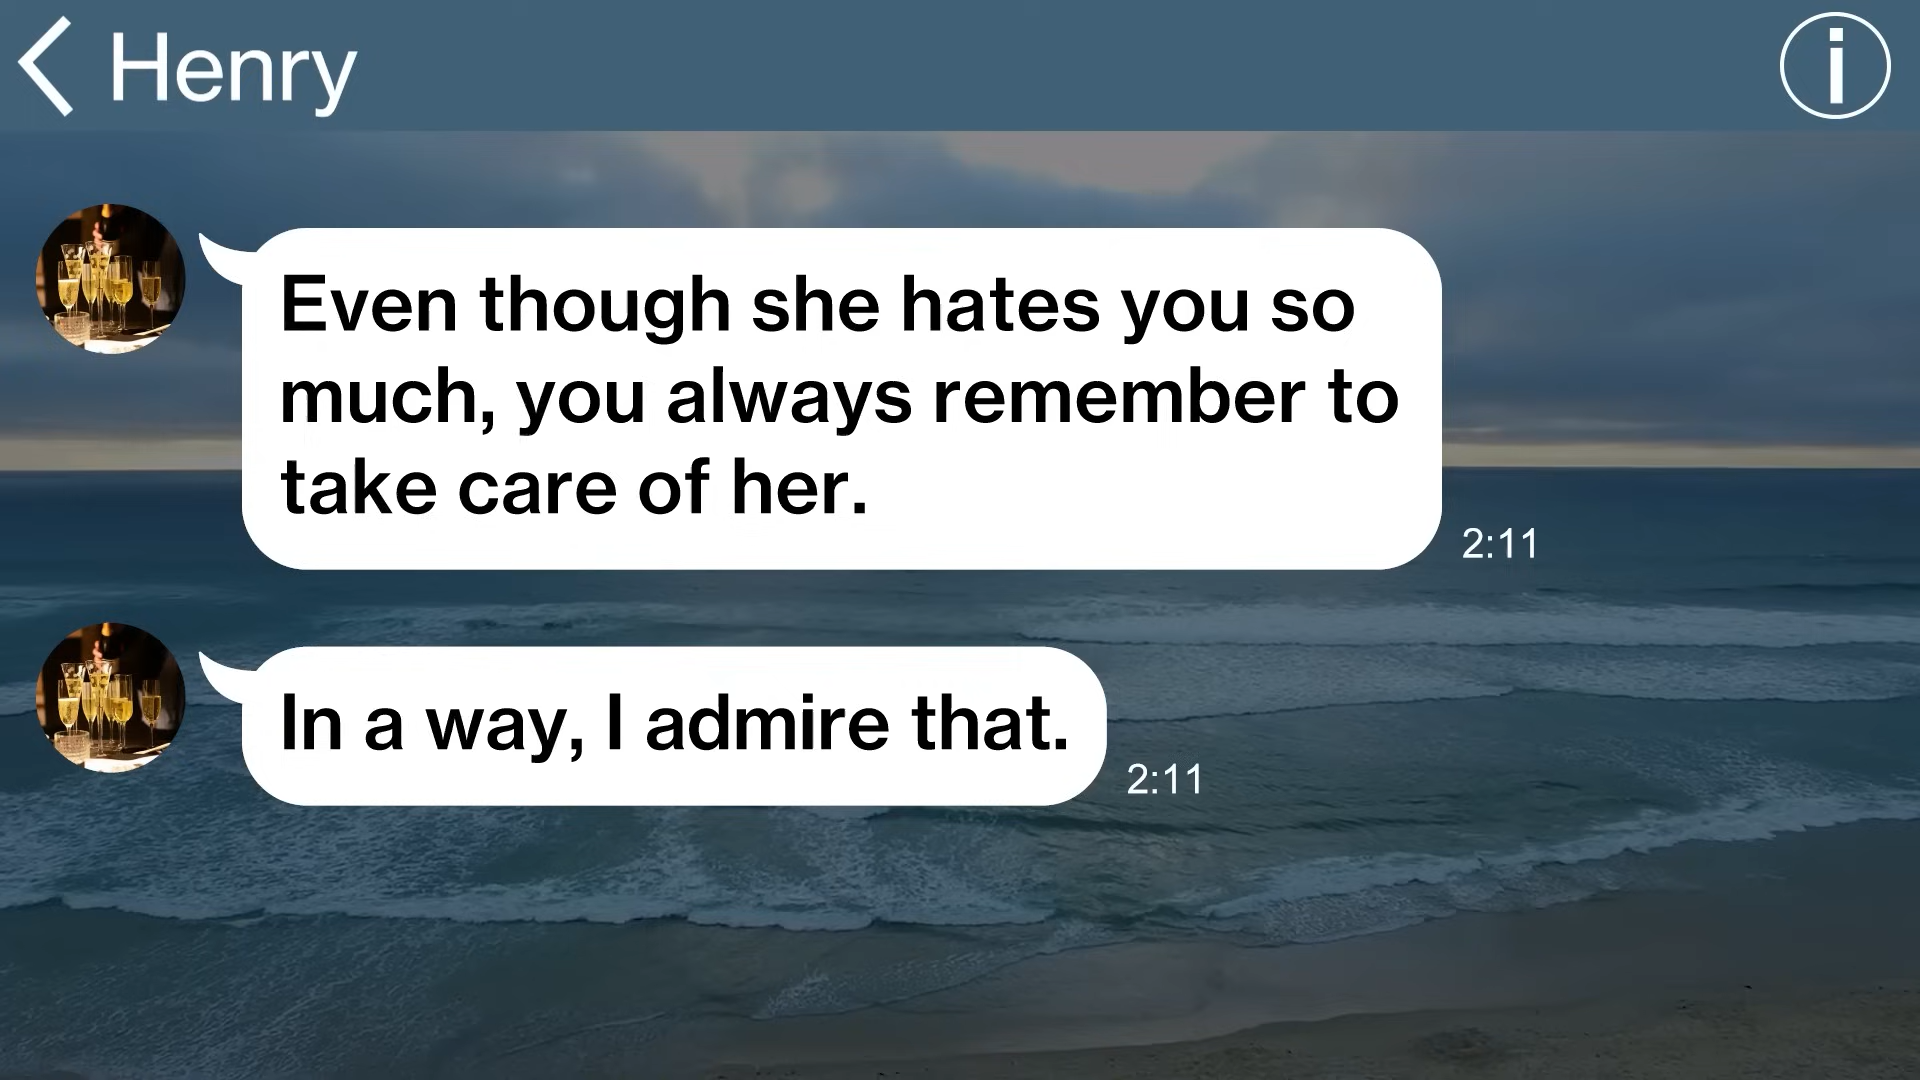 Henry
Even though she hates you so
much, you always remember to
take care of her.
2:11
In a way, I admire that.
2:11